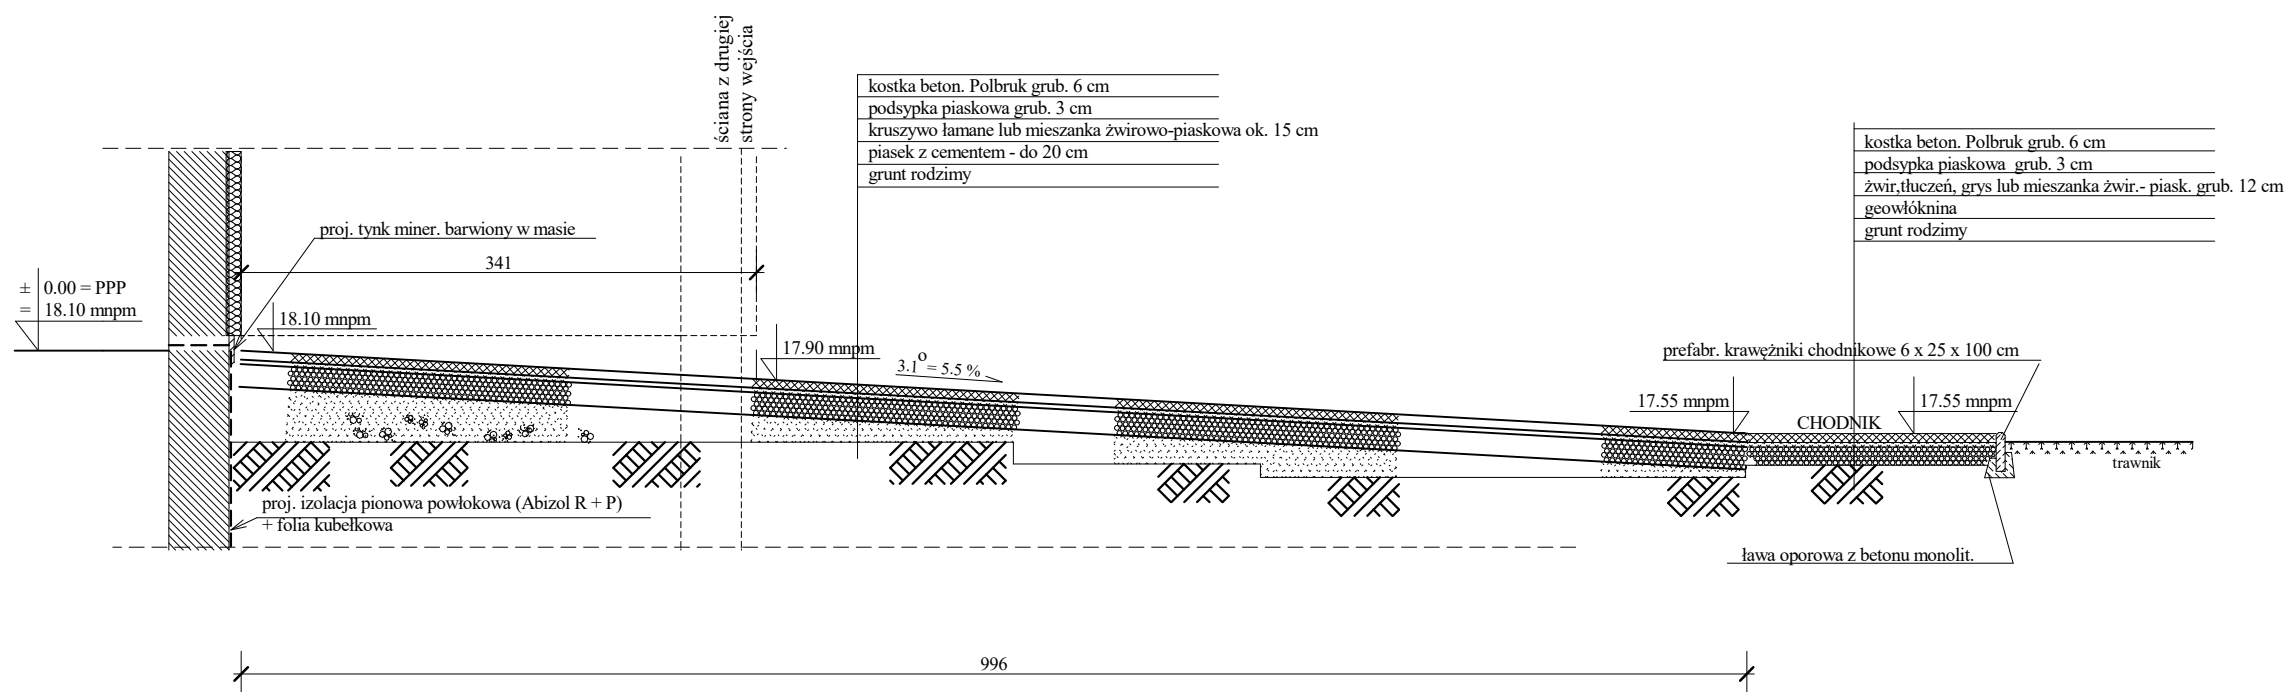 ściana z drugiej
strony wejścia
kostka beton. Polbruk grub. 6 cm
podsypka piaskowa grub. 3 cm
kruszywo łamane lub mieszanka żwirowo-piaskowa ok. 15 cm
piasek z cementem - do 20 cm
grunt rodzimy
kostka beton. Polbruk grub. 6 cm
podsypka piaskowa grub. 3 cm
żwir,tłuczeń, grys lub mieszanka żwir.- piask. grub. 12 cm
geowłóknina
grunt rodzimy
proj. tynk miner. barwiony w masie
341
± 0.00 = PPP
= 18.10 mnpm
18.10 mnpm
17.90 mnpm
3.1° = 5.5 %
prefabr. krawężniki chodnikowe 6 x 25 x 100 cm
17.55 mnpm
17.55 mnpm
CHODNIK
trawnik
proj. izolacja pionowa powłokowa (Abizol R + P)
+ folia kubełkowa
ława oporowa z betonu monolit.
996